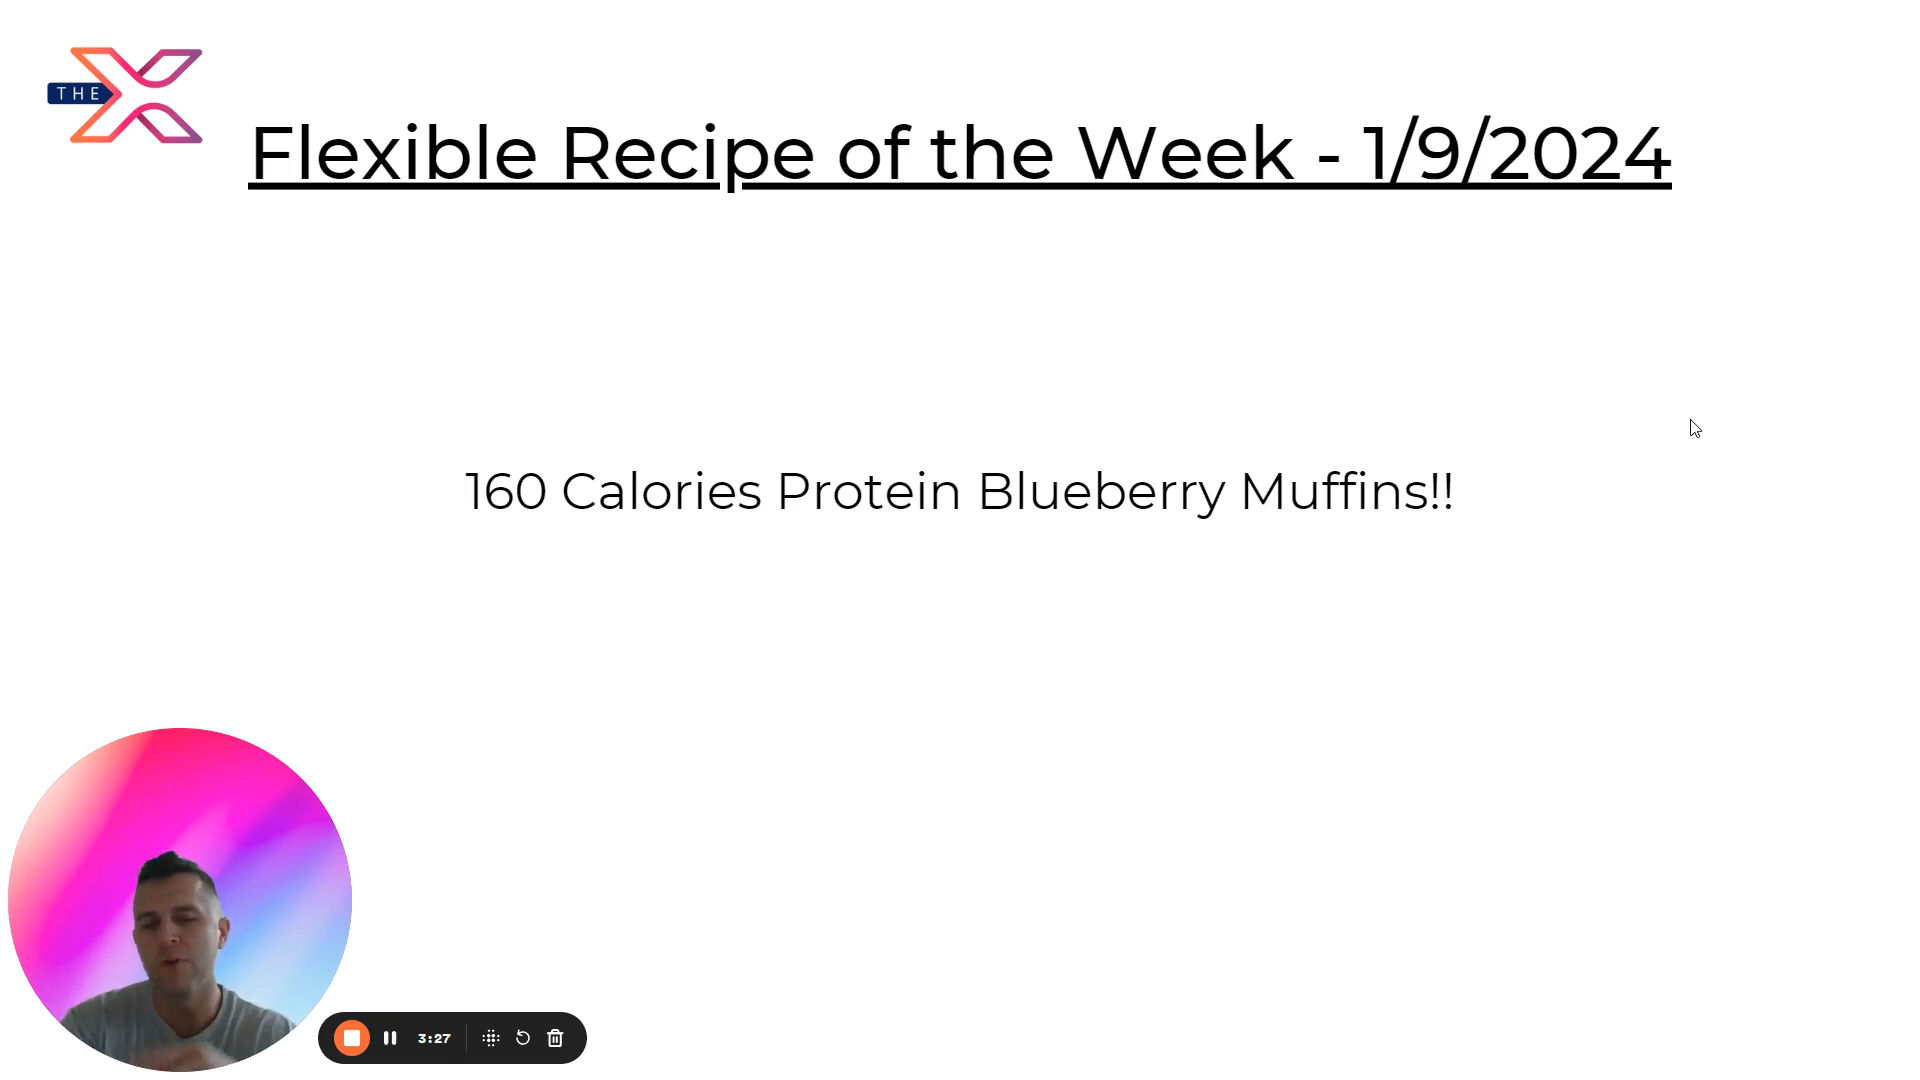 THE
Flexible Recipe of the Week - 1/9/2024
160 Calories Protein Blueberry Muffins!!
3:27